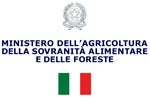 MINISTERO DELL'AGRICOLTURA
DELLA SOVRANITÀ ALIMENTARE
E DELLE FORESTE